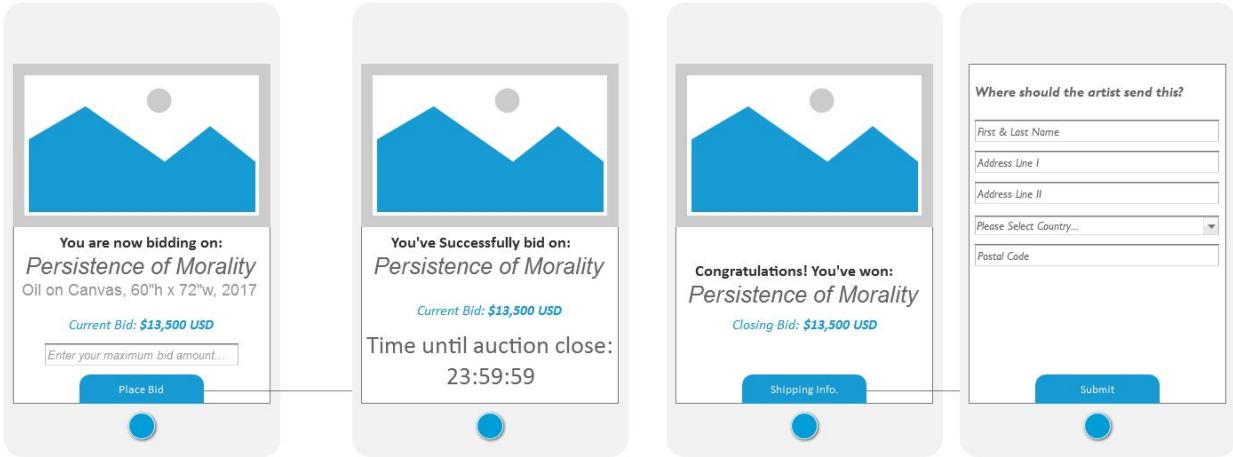 You are now bidding on:
Persistence of Morality
Oil on Canvas, 60"h x 72"w, 2017
Current Bid: $13,500 USD
Enter your maximum bid amount...
Place Bid
You've Successfully bid on:
Persistence of Morality
Current Bid: $13,500 USD
Time until auction close:
23:59:59
Congratulations! You've won:
Persistence of Morality
Closing Bid: $13,500 USD
Shipping Info.
Where should the artist send this?
First & Last Name
Address Line I
Address Line II
Please Select Country...
Postal Code
Submit